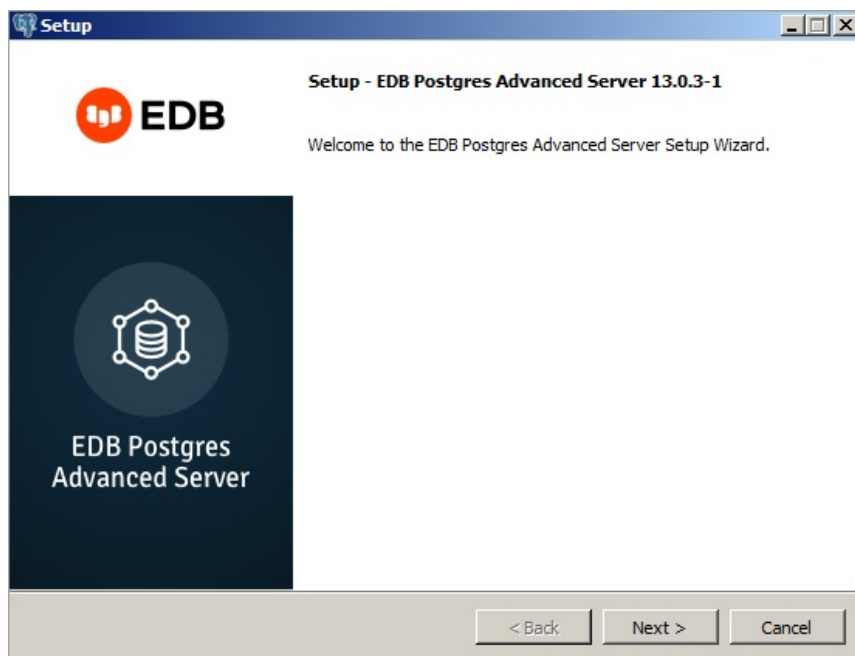 Setup
EDB
Setup - EDB Postgres Advanced Server 13.0.3-1
Welcome to the EDB Postgres Advanced Server Setup Wizard.
EDB Postgres
Advanced Server
< Back
Next >
Cancel